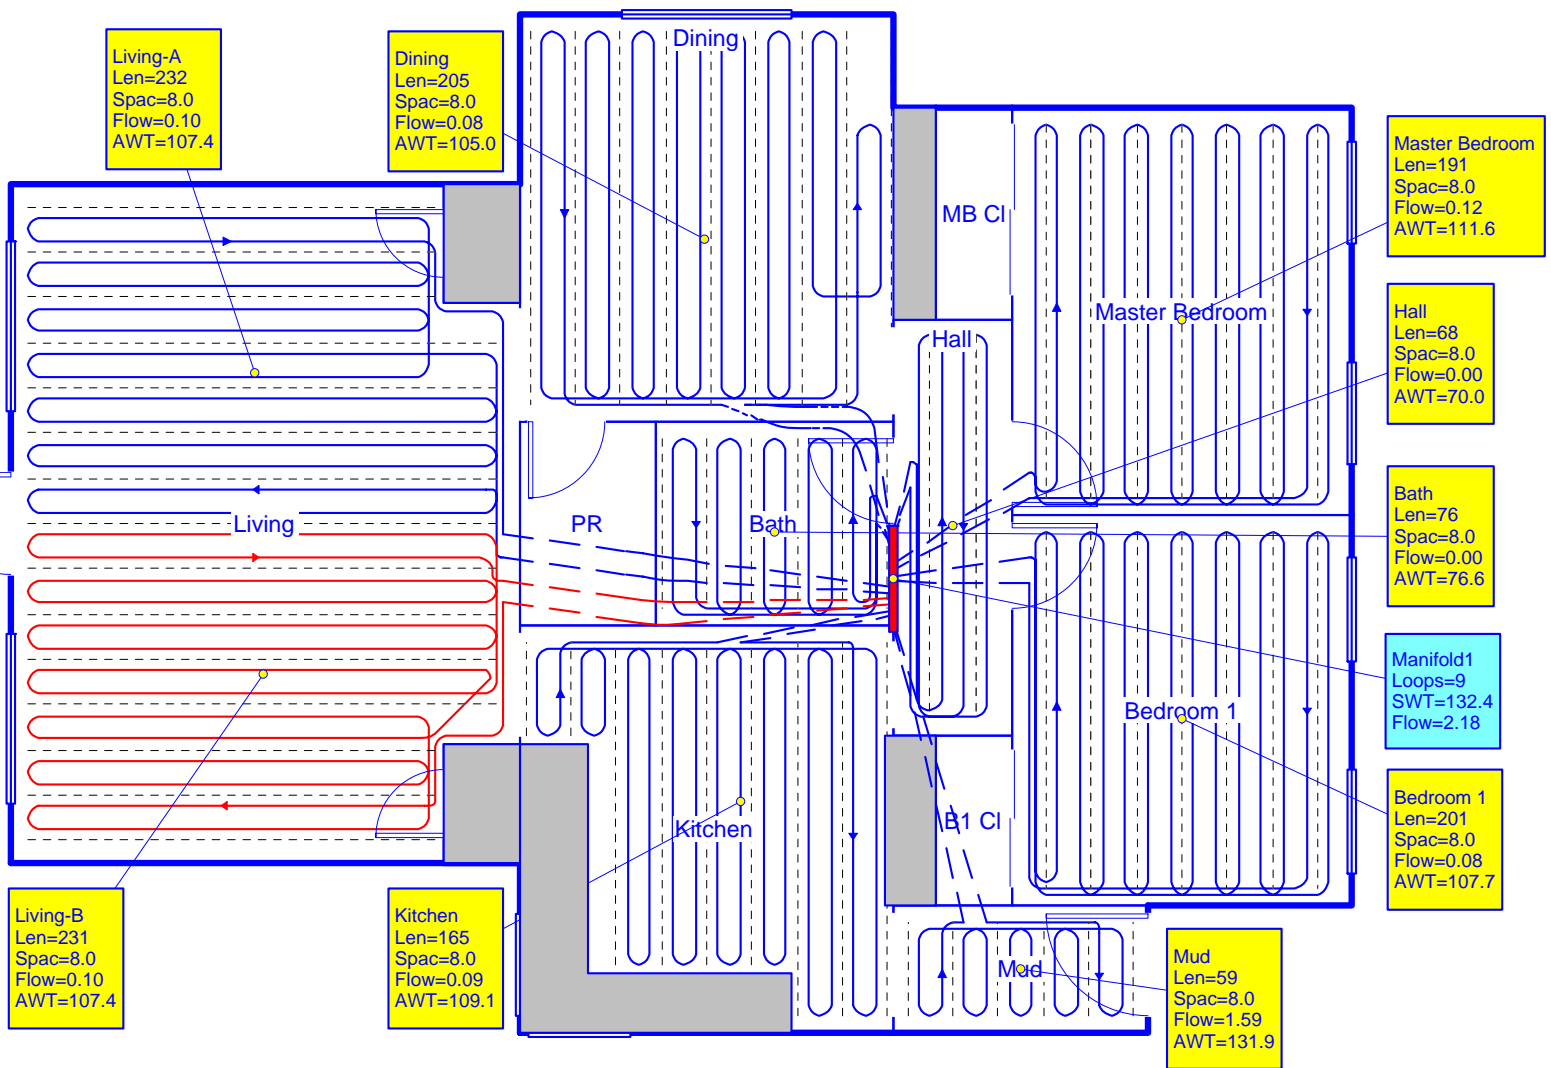 Living-A
Len=232
Spac=8.0
Flow=0.10
AWT=107.4
Dining
Len=205
Spac=8.0
Flow=0.08
AWT=105.0
Dining
Master Bedroom
Len=191
Spac=8.0
Flow=0.12
AWT=111.6
MB Cl
Master Bedroom
Hall
Hall
Len=68
Spac=8.0
Flow=0.00
AWT=70.0
Living
PR
Bath
Bath
Len=76
Spac=8.0
Flow=0.00
AWT=76.6
Manifold1
Loops=9
SWT=132.4
Flow=2.18
Bedroom 1
Bedroom 1
Len=201
Spac=8.0
Flow=0.08
AWT=107.7
Kitchen
B1 Cl
Living-B
Len=231
Spac=8.0
Flow=0.10
AWT=107.4
Kitchen
Len=165
Spac=8.0
Flow=0.09
AWT=109.1
Mud
Mud
Len=59
Spac=8.0
Flow=1.59
AWT=131.9